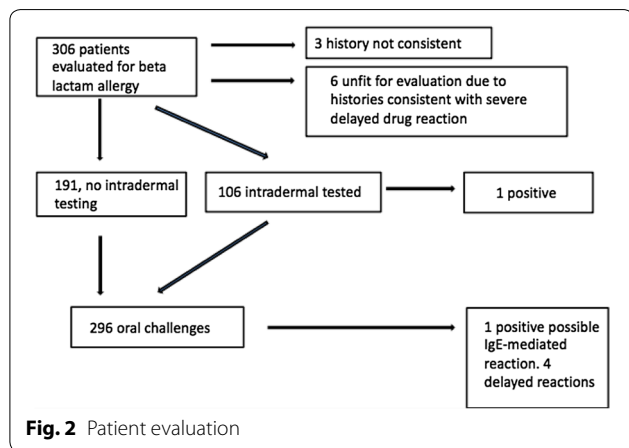 306 patients
evaluated for beta
lactam allergy
3 history not consistent
6 unfit for evaluation due to
histories consistent with severe
delayed drug reaction
191, no intradermal
testing
106 intradermal tested
1 positive
296 oral challenges
1 positive possible
IgE-mediated
reaction. 4
delayed reactions
Fig. 2 Patient evaluation